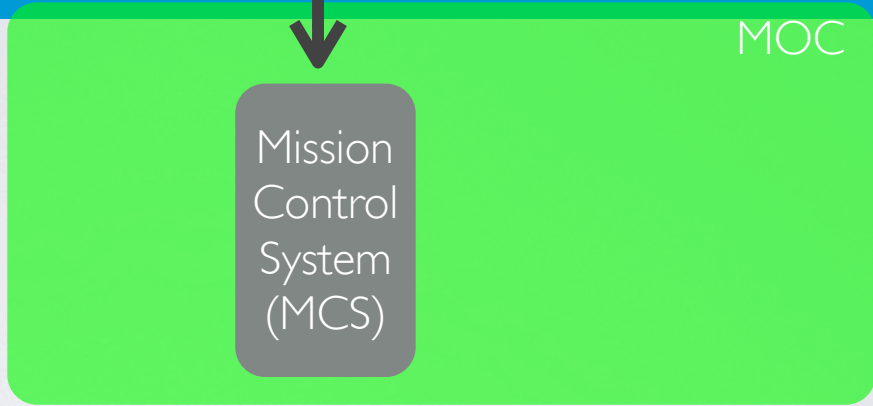 MOC
Mission
Control
System
(MCS)